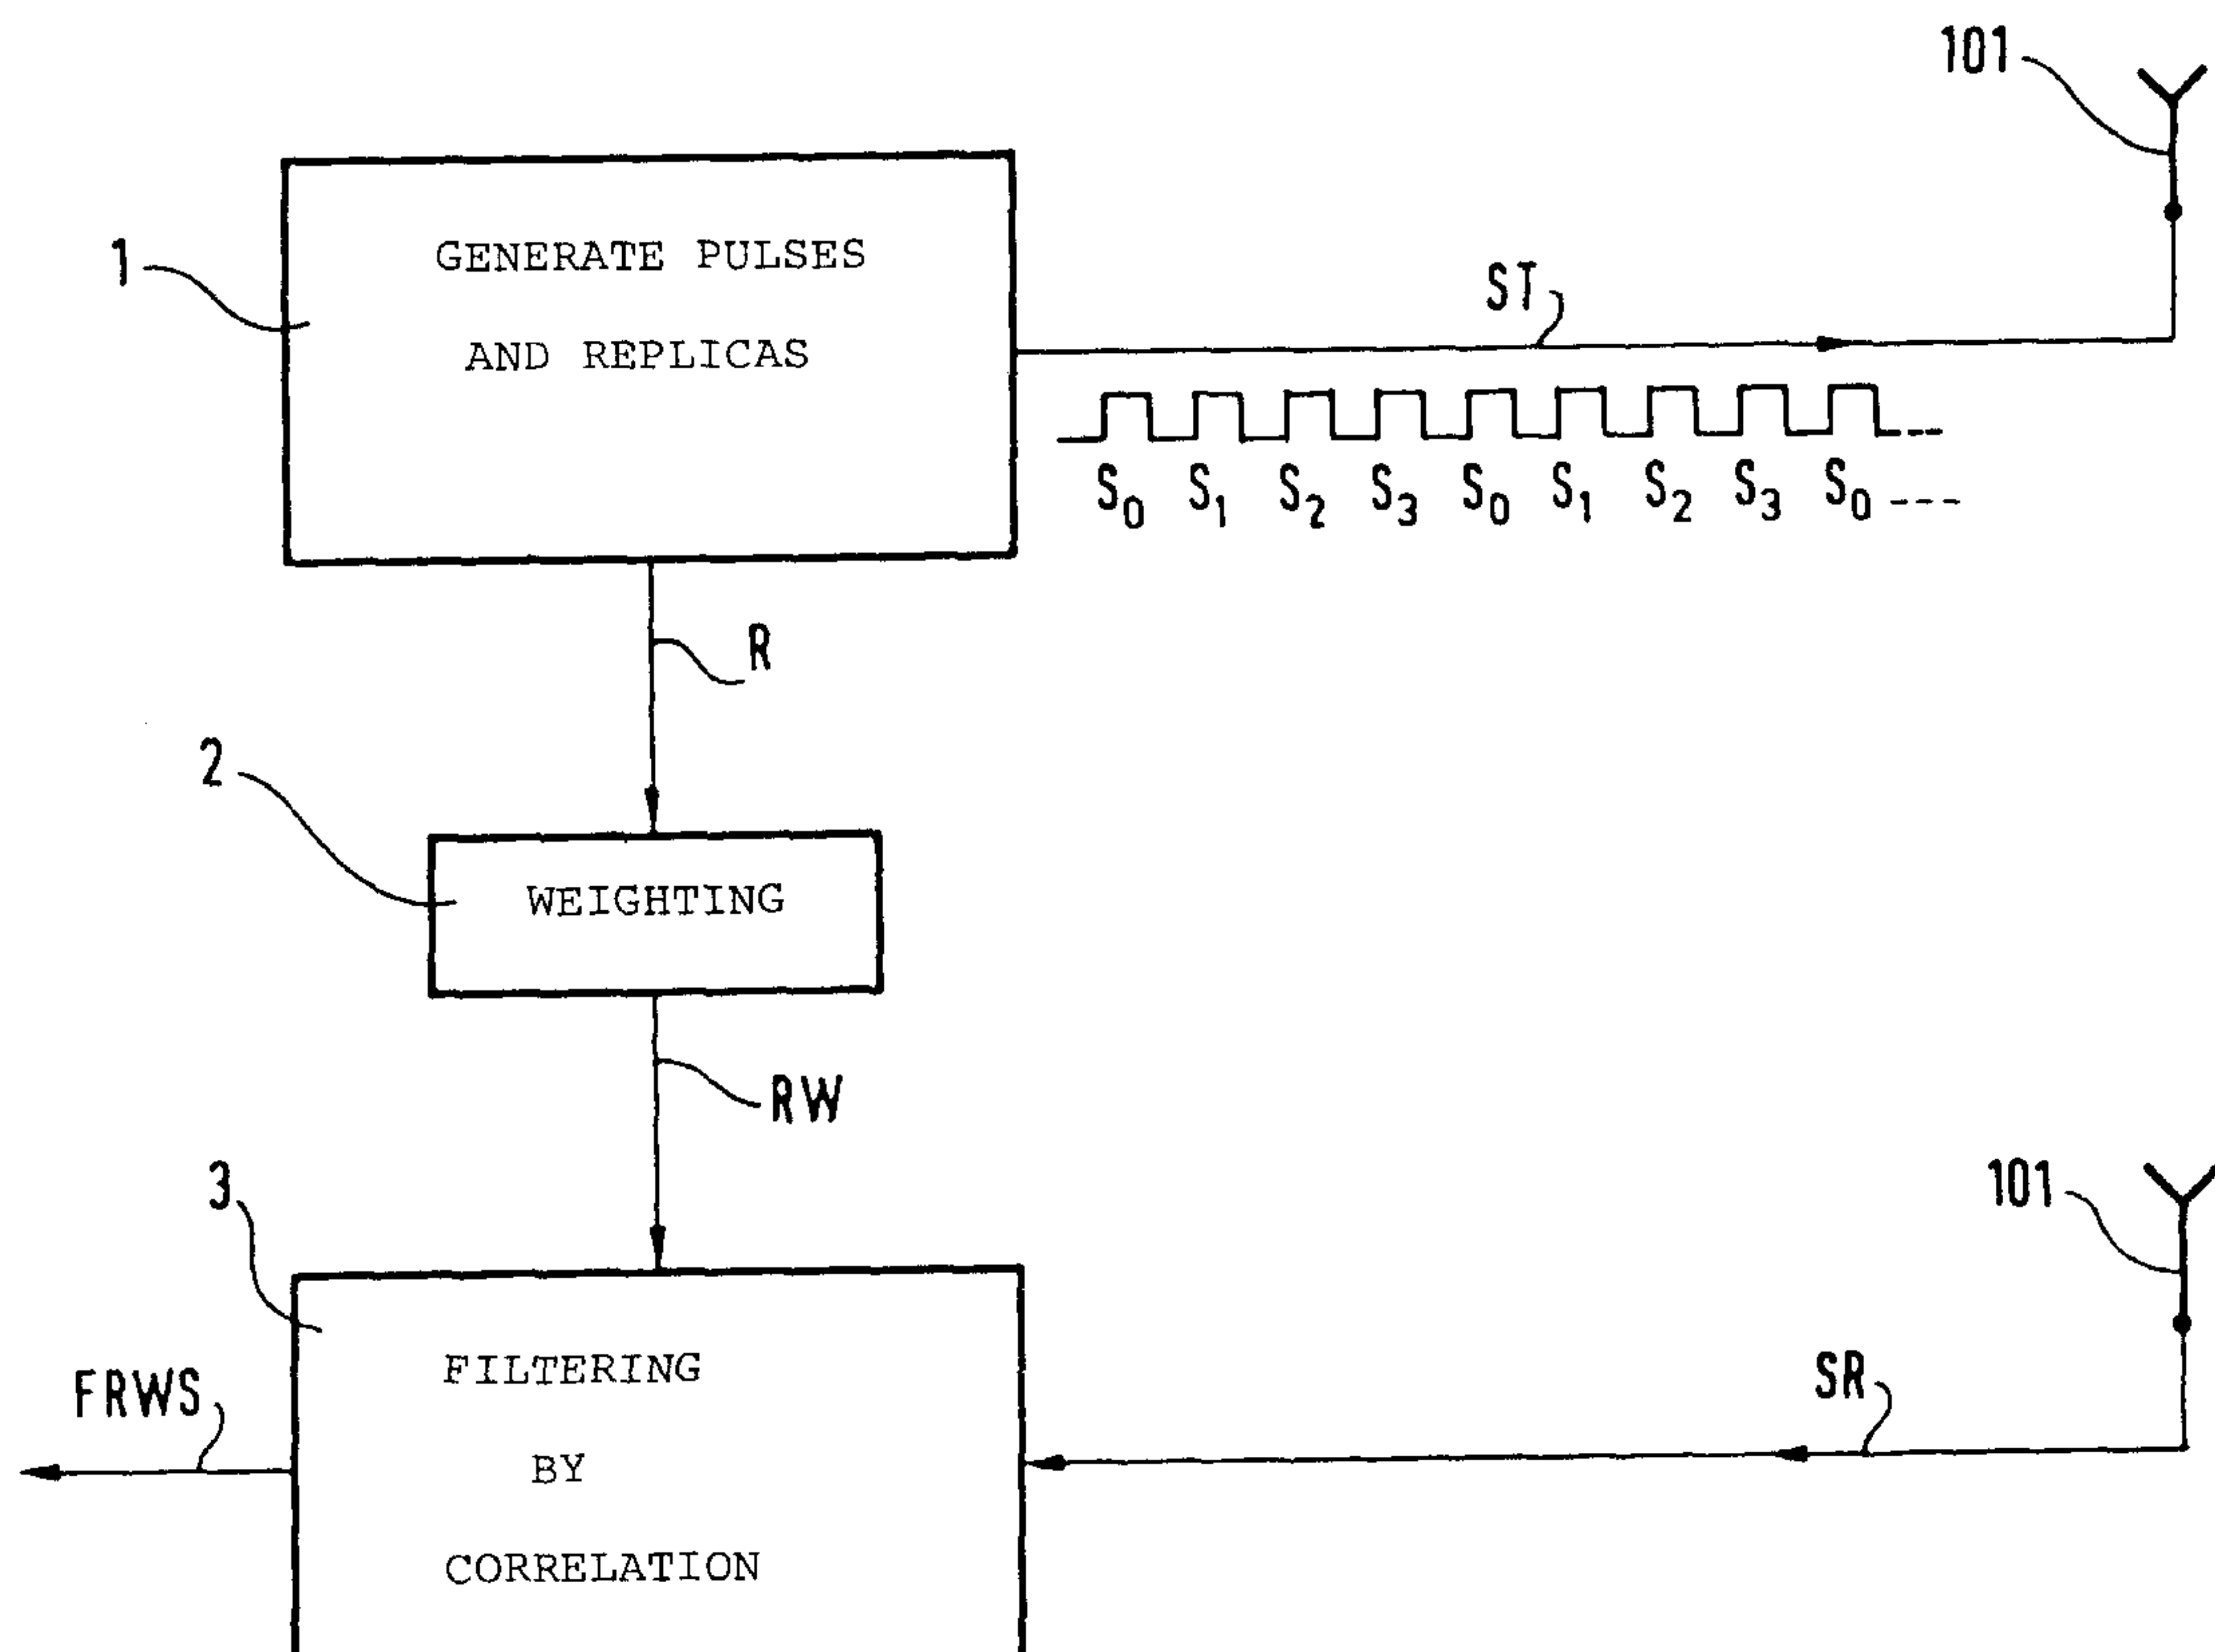 101
1
GENERATE PULSES
AND REPLICAS
ST
S0 S1 S2 S3 S0 S1 S2 S3 S0 ---
R
2
WEIGHTING
RW
3
101
FILTERING
BY
CORRELATION
FRWS
SR